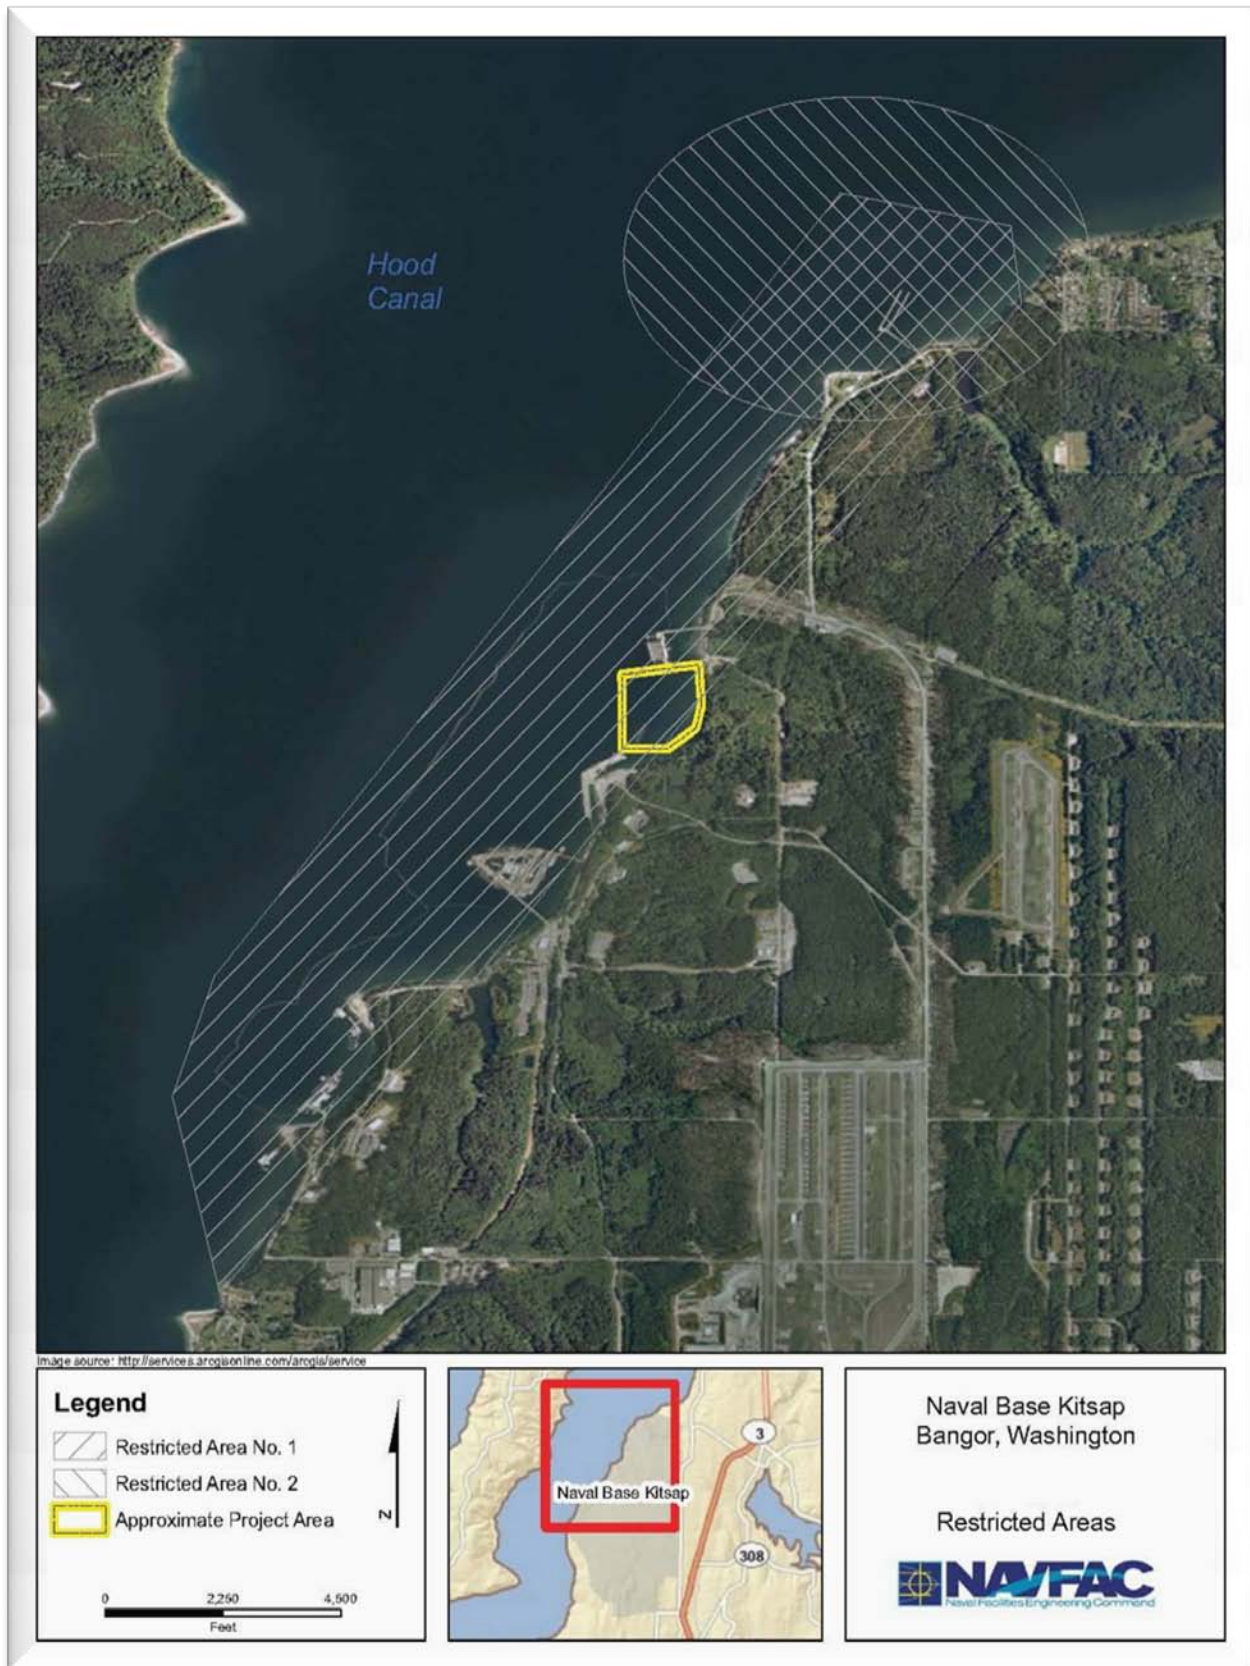 Hood
Canal
Image source: http://services.arcgisonline.com/arcgis/service
Legend
Restricted Area No. 1
Restricted Area No. 2
Approximate Project Area
N
0 2,250 4,500
Feet
3
Naval Base Kitsap
308
Naval Base Kitsap
Bangor, Washington
Restricted Areas
NAVFAC
Naval Facilities Engineering Command